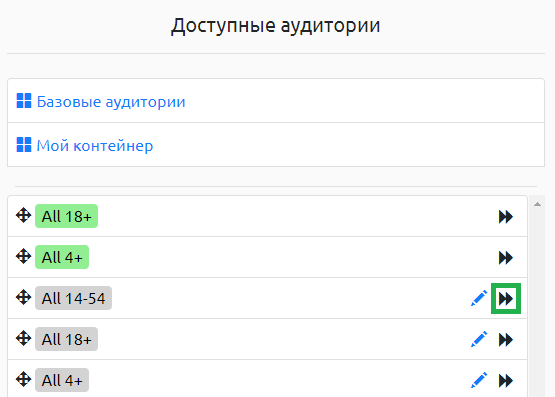 Доступные аудитории
Базовые аудитории
Мой контейнер
All 18+
All 4+
All 14-54
All 18+
All 4+